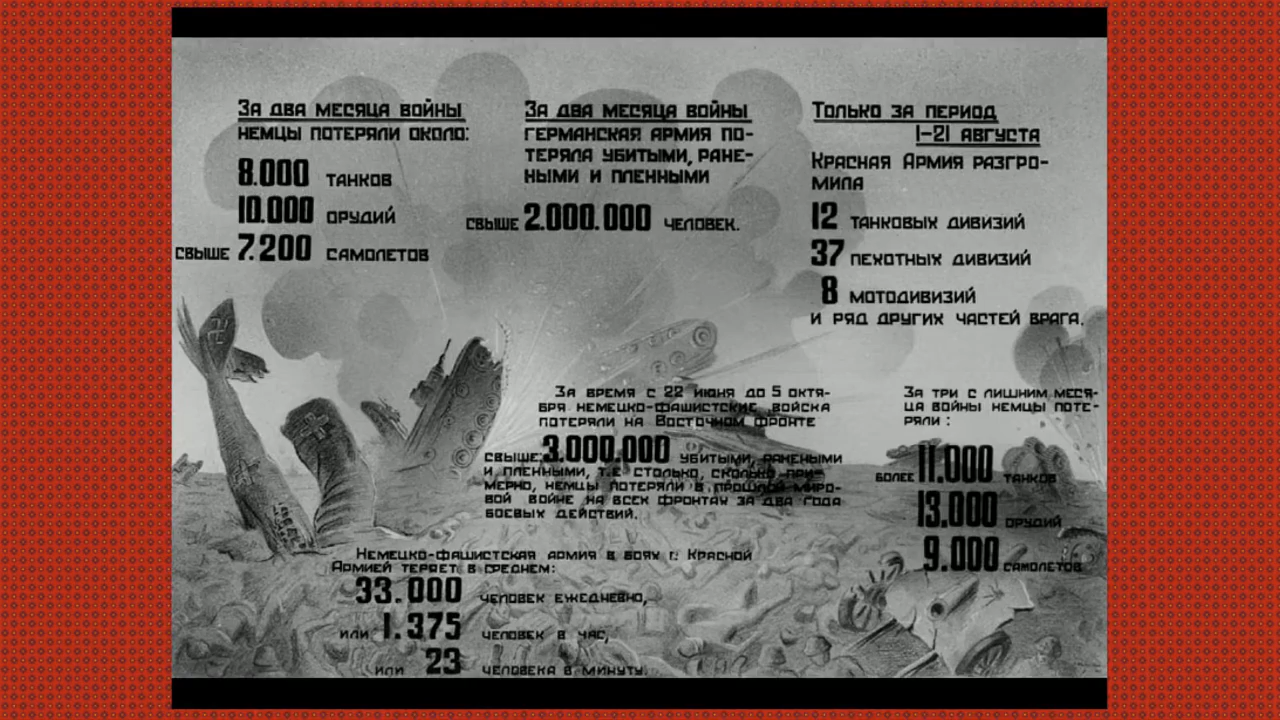 За два месяца войны
немцы потеряли около:
8.000 танков
10.000 орудий
свыше 7.200 самолетов
За два месяца войны
германская армия по-
теряла убитыми, ране-
ными и пленными
свыше 2.000.000 человек.
Только за период
1-21 августа
Красная Армия разгро-
мила
12 танковых дивизий
37 пехотных дивизий
8 мотодивизий
и ряд других частей врага.
За время с 22 июня до 5 октя-
бря немецко-фашистские войска
потеряли на Восточном фронте
свыше 3.000.000 убитыми, ранеными
и пленными, т.е. столько, сколько при-
мерно, немцы потеряли в прошлой миро-
вой войне на всех фронтах за два года
боевых действий.
За три с лишним меся-
ца войны немцы поте-
ряли:
более 11.000 танков
13.000 орудий
9.000 самолетов
Немецко-фашистская армия в боях с Красной
Армией теряет в среднем:
33.000 человек ежедневно,
или 1.375 человек в час,
или 23 человека в минуту.